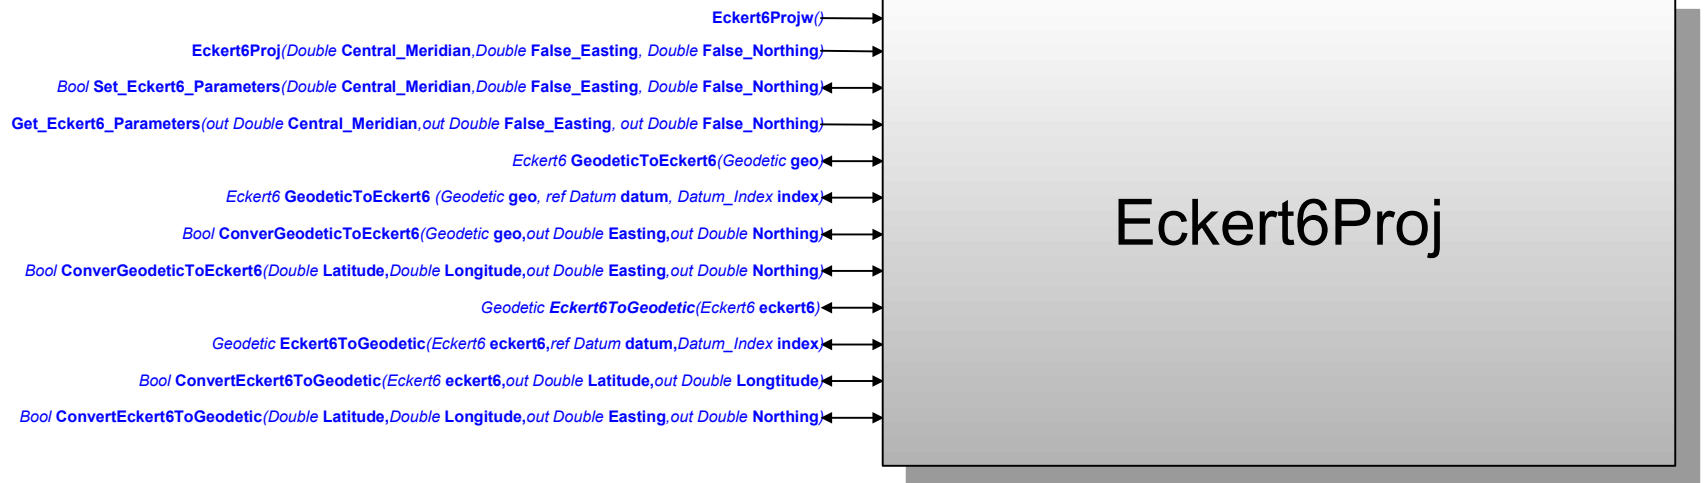 Eckert6Projw()
Eckert6Proj(Double Central_Meridian,Double False_Easting, Double False_Northing)
Bool Set_Eckert6_Parameters(Double Central_Meridian,Double False_Easting, Double False_Northing)
Get_Eckert6_Parameters(out Double Central_Meridian,out Double False_Easting, out Double False_Northing)
Eckert6 GeodeticToEckert6(Geodetic geo)
Eckert6 GeodeticToEckert6 (Geodetic geo, ref Datum datum, Datum_Index index)
Bool ConverGeodeticToEckert6(Geodetic geo,out Double Easting,out Double Northing)
Bool ConverGeodeticToEckert6(Double Latitude,Double Longitude,out Double Easting,out Double Northing)
Geodetic Eckert6ToGeodetic(Eckert6 eckert6)
Geodetic Eckert6ToGeodetic(Eckert6 eckert6,ref Datum datum,Datum_Index index)
Bool ConvertEckert6ToGeodetic(Eckert6 eckert6,out Double Latitude,out Double Longtitude)
Bool ConvertEckert6ToGeodetic(Double Latitude,Double Longitude,out Double Easting,out Double Northing)
Eckert6Proj